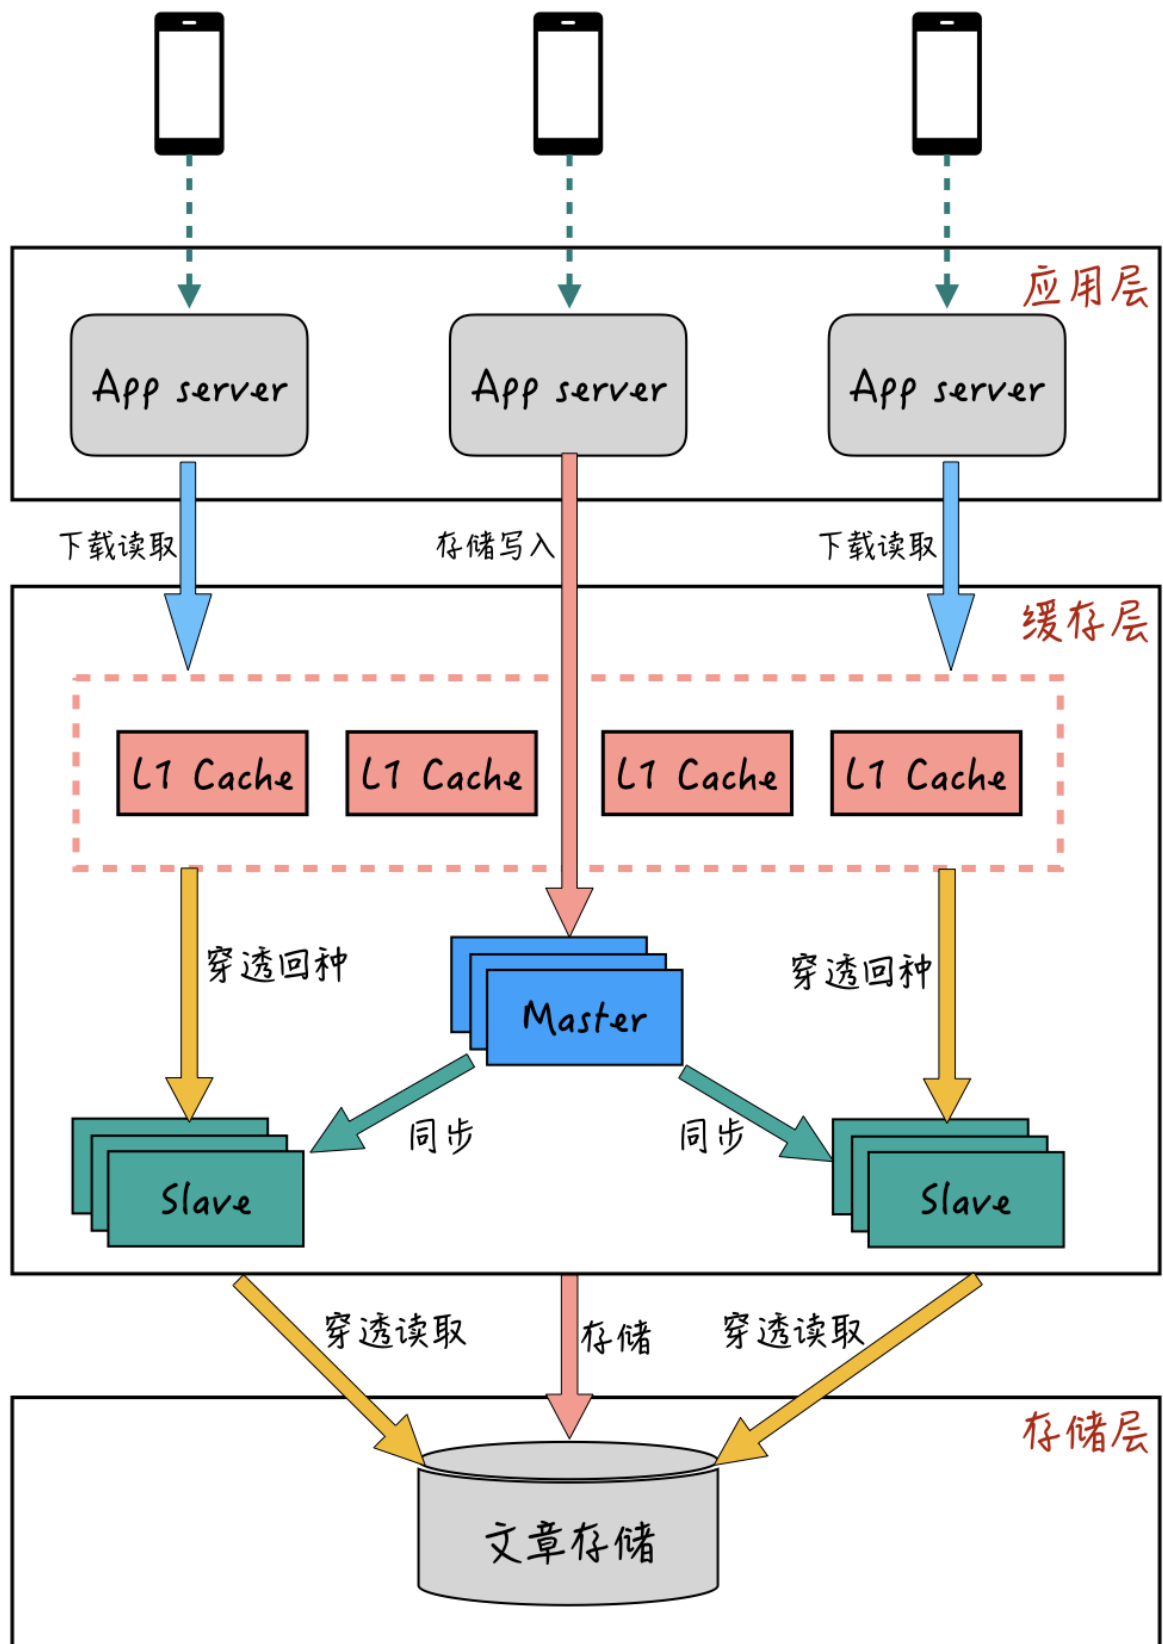 应用层
App server
App server
App server
下载读取
存储写入
下载读取
缓存层
L1 Cache
L1 Cache
L1 Cache
L1 Cache
穿透回种
穿透回种
Master
同步
同步
Slave
Slave
穿透读取
存储
穿透读取
存储层
文章存储